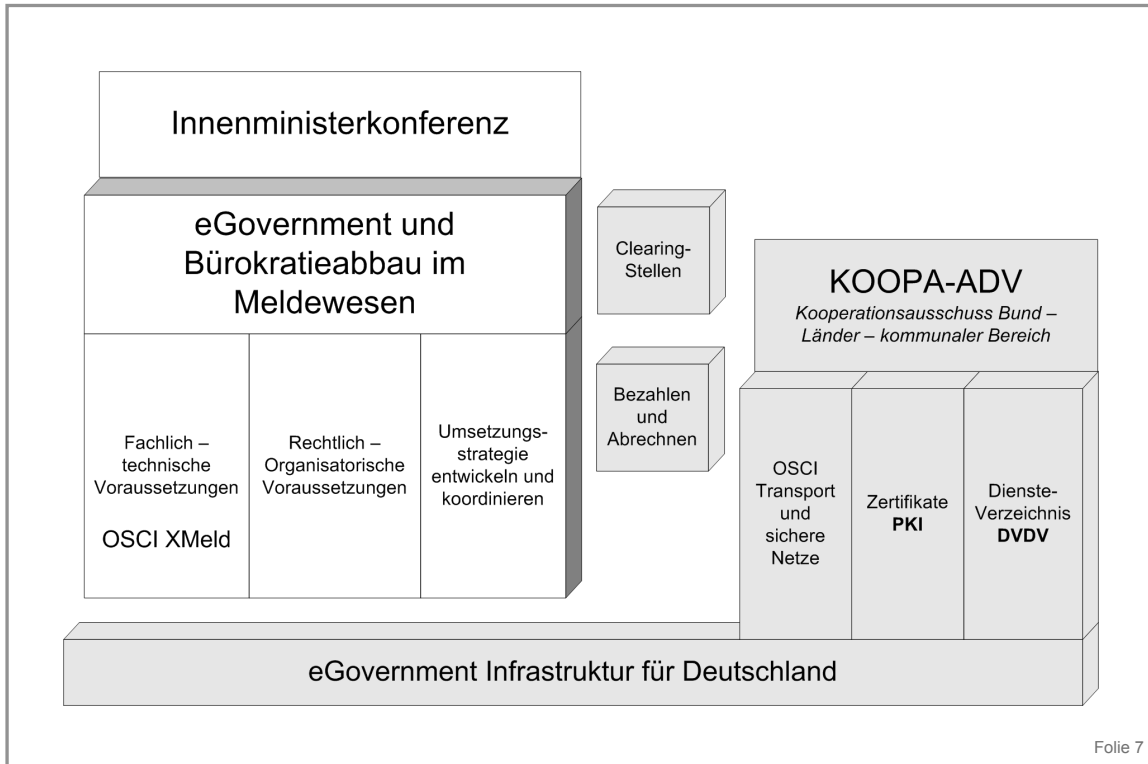 Innenministerkonferenz
eGovernment und
Bürokratieabbau im
Meldewesen
Fachlich –
technische
Voraussetzungen
OSCI XMeld
Rechtlich –
Organisatorische
Voraussetzungen
Umsetzungs-
strategie
entwickeln und
koordinieren
Clearing-
Stellen
Bezahlen
und
Abrechnen
KOOPA-ADV
Kooperationsausschuss Bund –
Länder – kommunaler Bereich
OSCI
Transport
und
sichere
Netze
Zertifikate
PKI
Dienste-
Verzeichnis
DVDV
eGovernment Infrastruktur für Deutschland
Folie 7